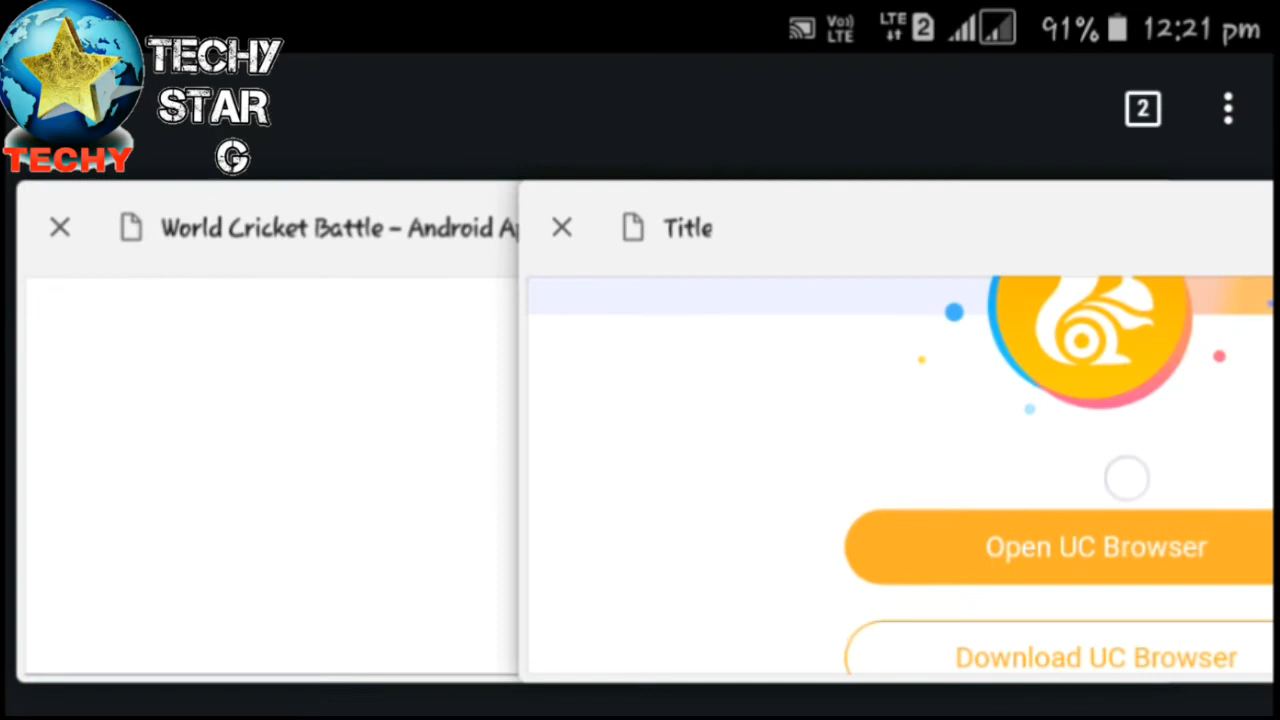 TECHY
STAR
G
TECHY
Vo))
LTE
LTE
2
91%
12:21 pm
2
World Cricket Battle - Android Ap
Title
Open UC Browser
Download UC Browser